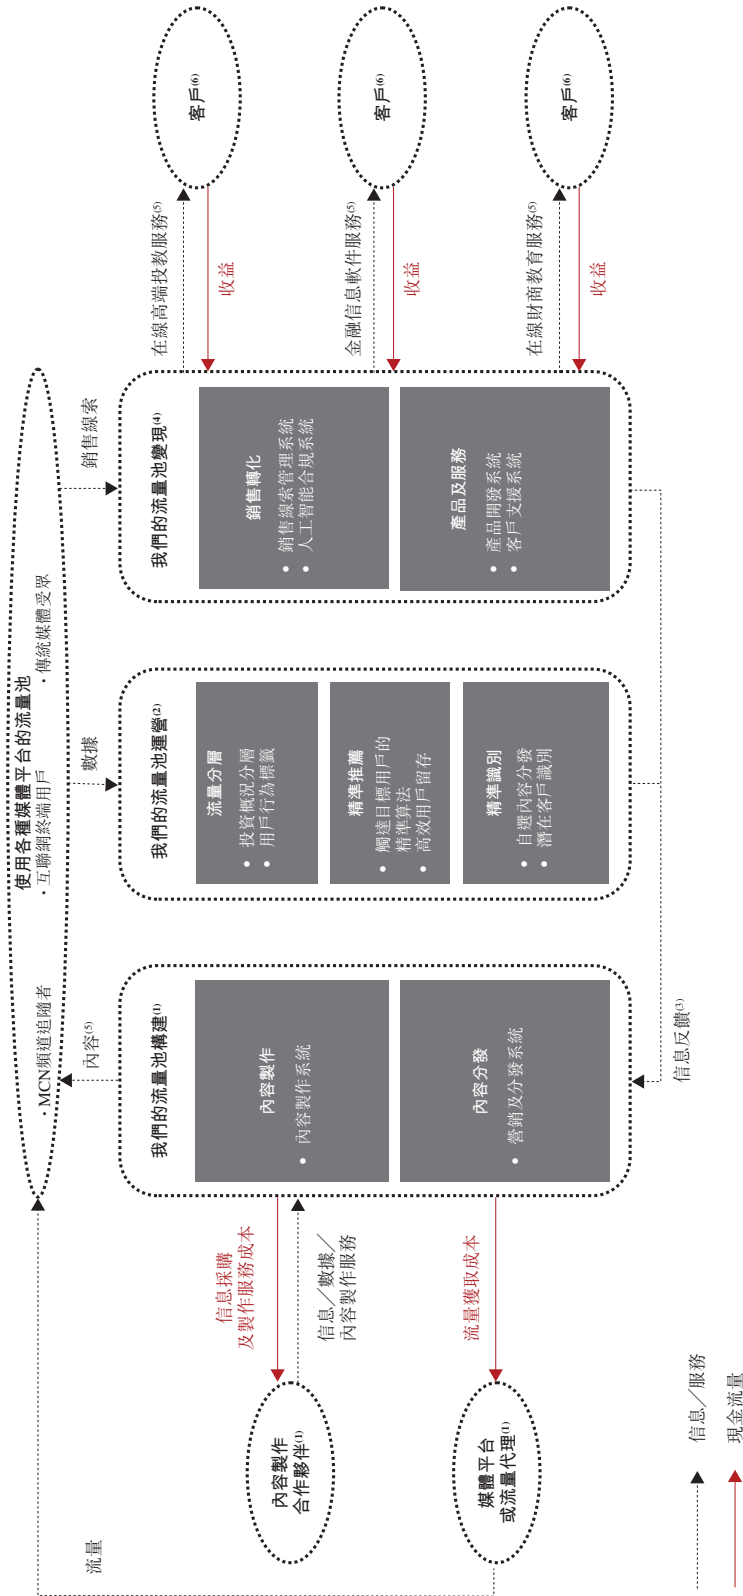 使用各種媒體平台的流量池
· MCN頻道追隨者
· 互聯網終端用戶
· 傳統媒體受眾
流量
內容(5)
數據
銷售線索
內容製作
合作夥伴(1)
媒體平台
或流量代理(1)
信息採購
及製作服務成本
信息／數據／
內容製作服務
流量獲取成本
我們的流量池構建(1)
內容製作
• 內容製作系統
內容分發
• 營銷及分發系統
我們的流量池運營(2)
流量分層
• 投資概況分層
• 用戶行為標籤
精準推薦
• 觸達目標用戶的
精準算法
• 高效用戶留存
精準識別
• 自選內容分發
• 潛在客戶識別
我們的流量池變現(4)
銷售轉化
• 銷售線索管理系統
• 人工智能合規系統
產品及服務
• 產品開發系統
• 客戶支援系統
信息反饋(3)
在線高端投教服務(5)
收益
客戶(6)
金融信息軟件服務(5)
收益
客戶(6)
在線財商教育服務(5)
收益
客戶(6)
信息／服務
現金流量